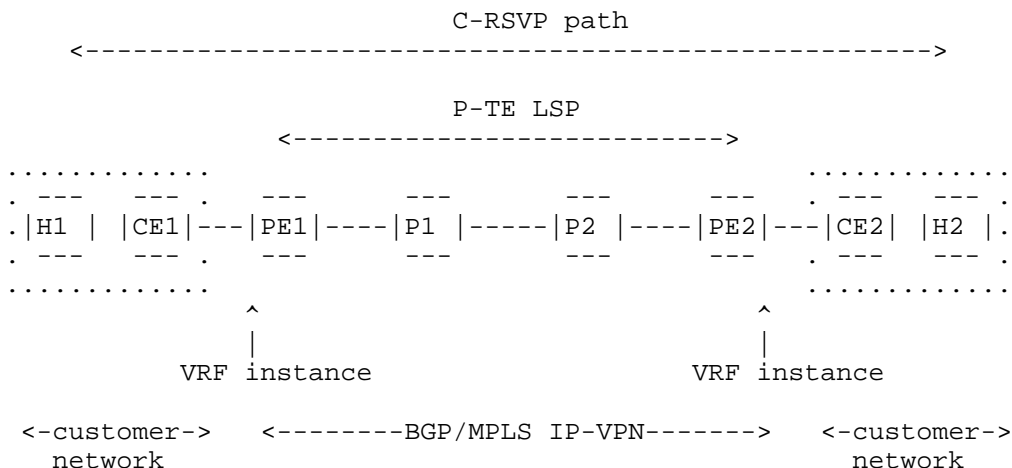 C-RSVP path
     <----------------------------------------------------->

                           P-TE LSP
                 <--------------------------->
.............                                     .............
. ---   --- .   ---      ---       ---      ---   . ---   --- .
.|H1 | |CE1|---|PE1|----|P1 |-----|P2 |----|PE2|---|CE2| |H2 |.
. ---   --- .   ---      ---       ---      ---   . ---   --- .
.............                                     .............
               ^                               ^
               |                               |
           VRF instance                    VRF instance

 <-customer->   <--------BGP/MPLS IP-VPN------->   <-customer->
   network                                           network